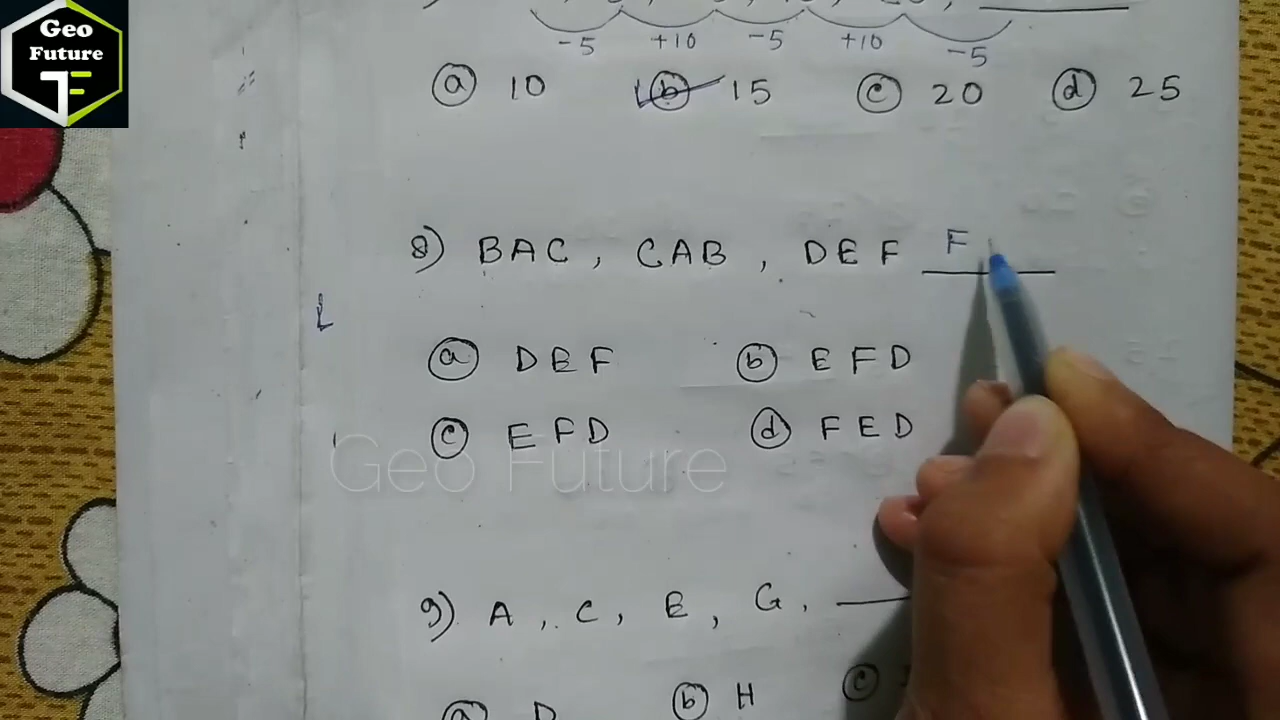 Geo
Future
-5 +10 -5 +10 -5
ⓐ 10 ⓑ 15 ⓒ 20 ⓓ 25
8) BAC, CAB, DEF F
ⓐ DEF ⓑ EFD
ⓒ EFD ⓓ FED
Geo Future
9) A, C, E, G,
ⓐ D ⓑ H ⓒ